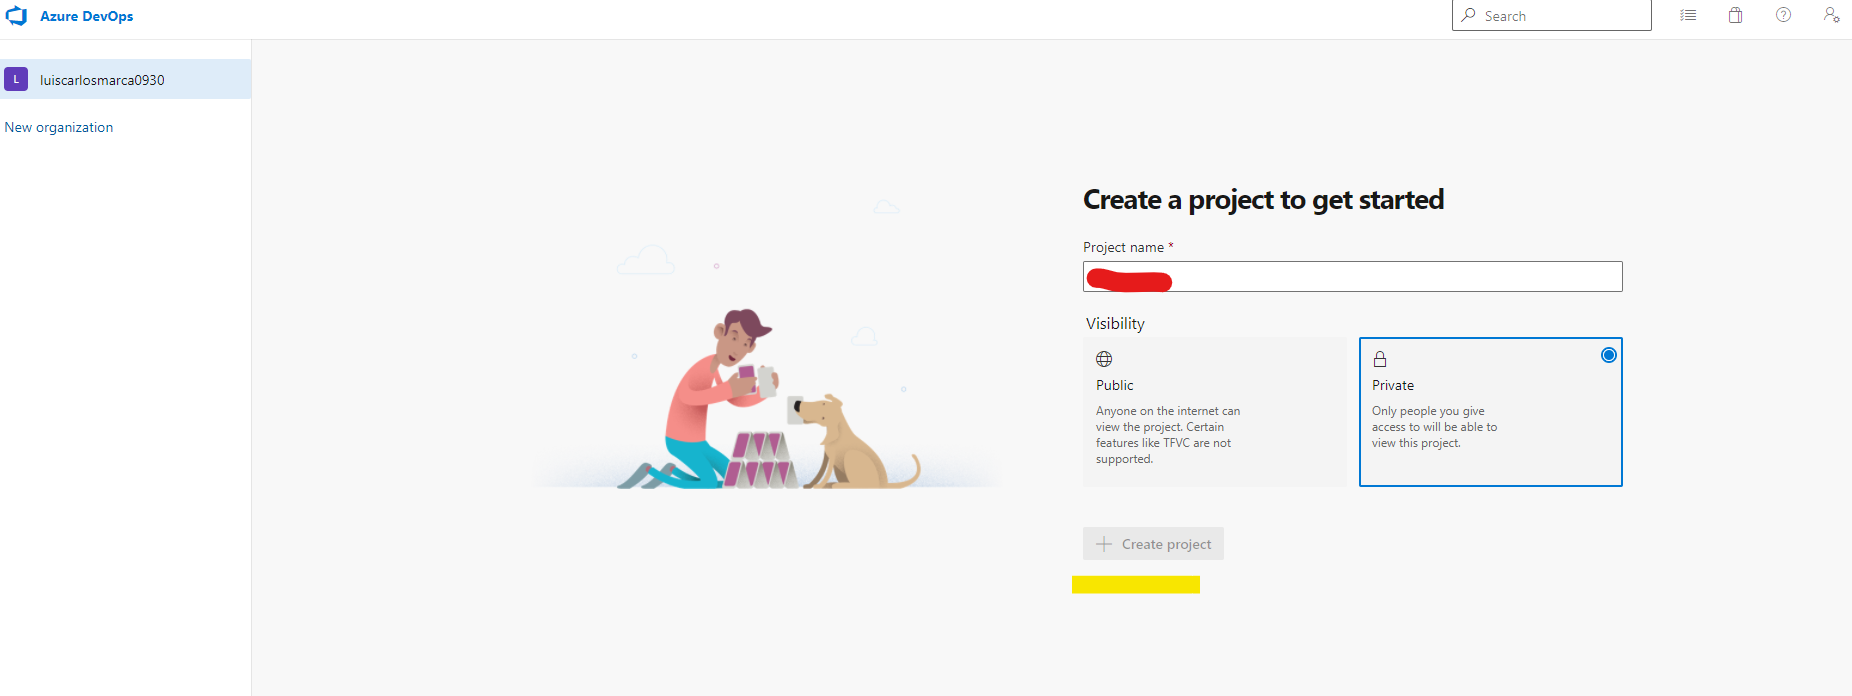 Azure DevOps
Search
L
luiscarlosmarca0930
New organization
Create a project to get started
Project name *
Visibility
Public
Anyone on the internet can
view the project. Certain
features like TFVC are not
supported.
Private
Only people you give
access to will be able to
view this project.
+ Create project